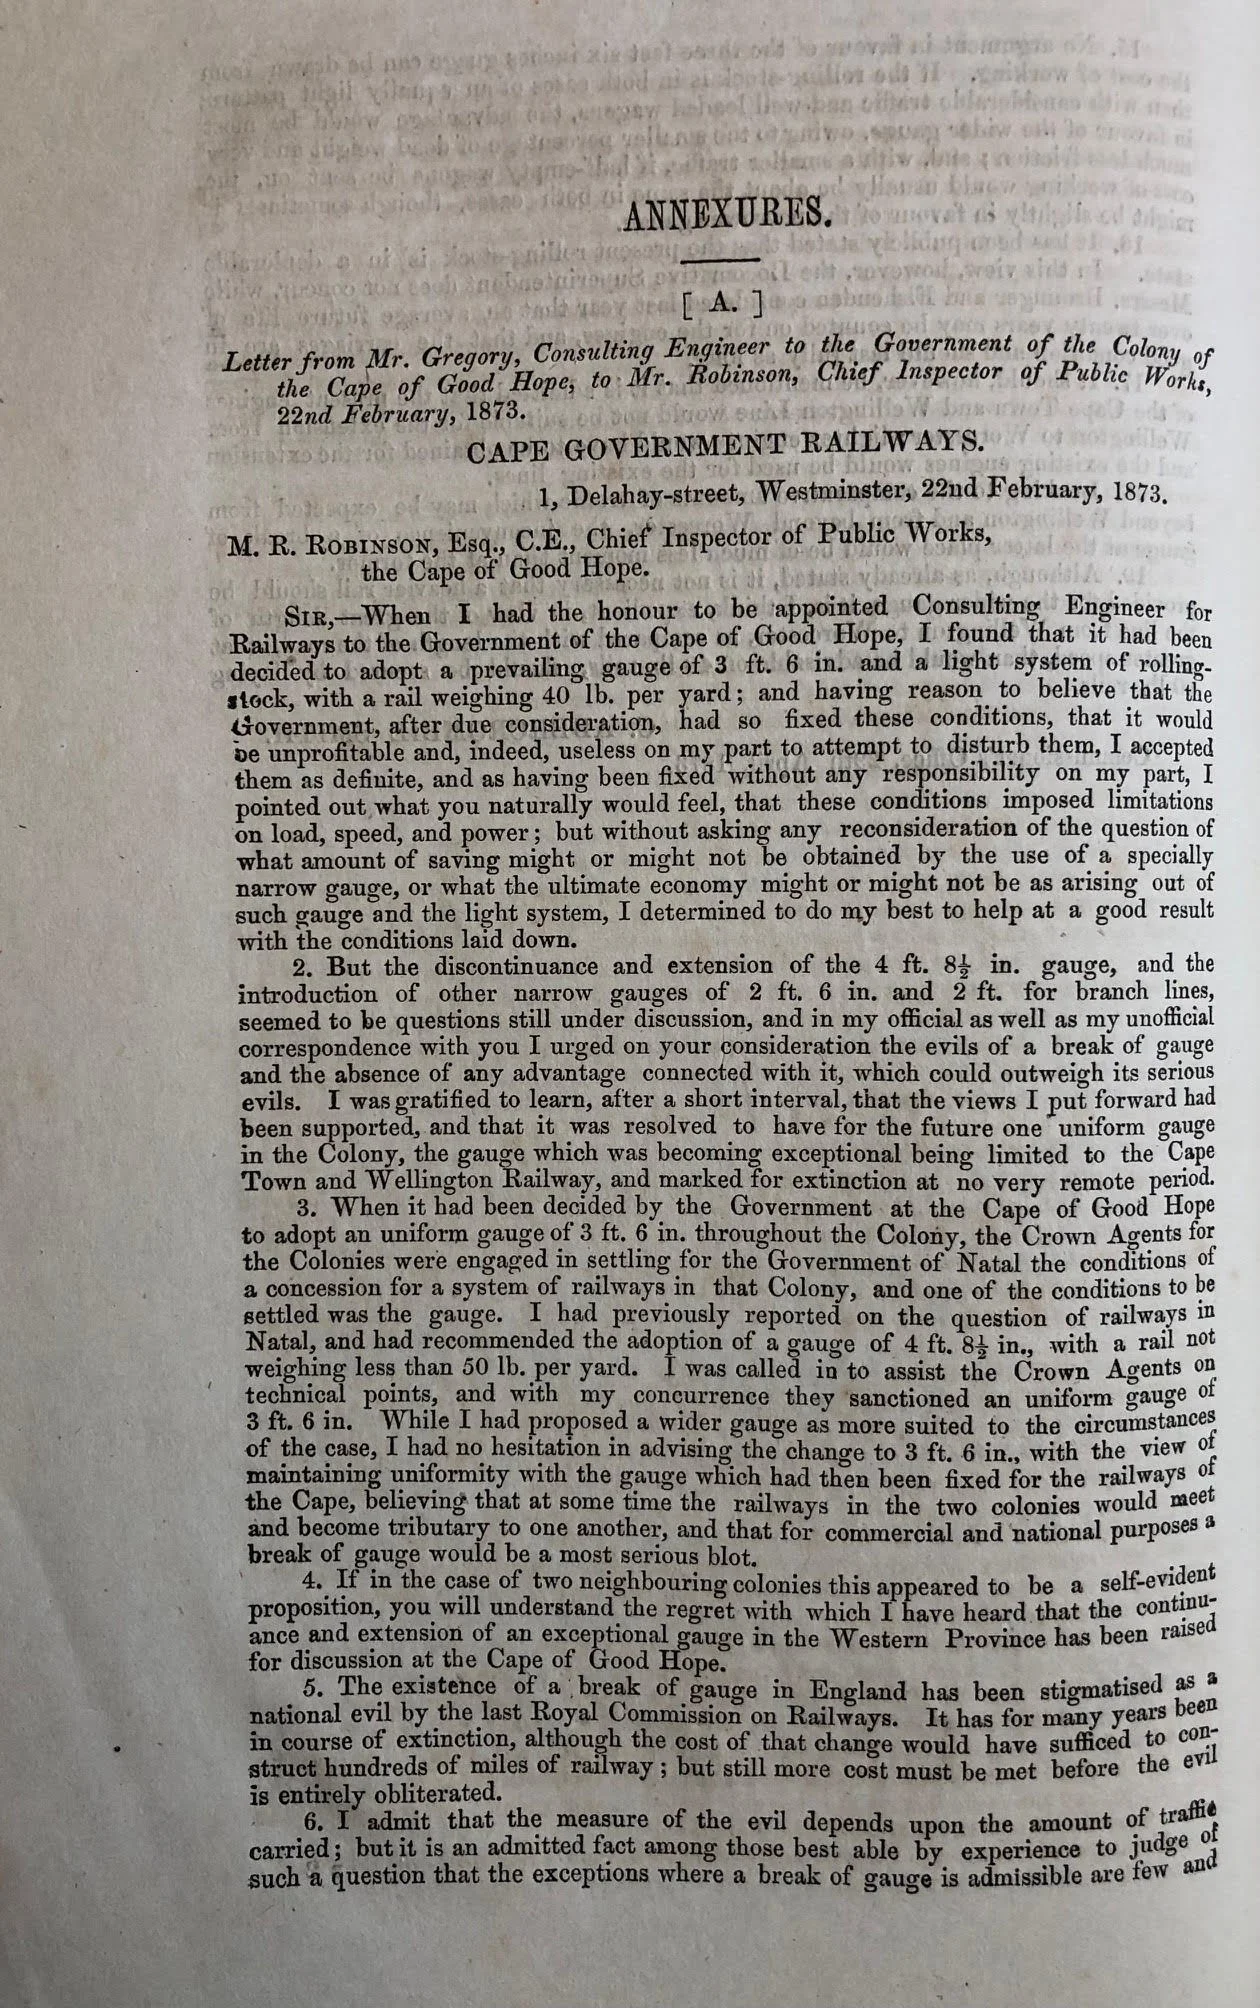 ANNEXURES.
[ A. ]
Letter from Mr. Gregory, Consulting Engineer to the Government of the Colony of
the Cape of Good Hope, to Mr. Robinson, Chief Inspector of Public Works,
22nd February, 1873.
CAPE GOVERNMENT RAILWAYS.
1, Delahay-street, Westminster, 22nd February, 1873.
M. R. ROBINSON, Esq., C.E., Chief Inspector of Public Works,
the Cape of Good Hope.
SIR,—When I had the honour to be appointed Consulting Engineer for
Railways to the Government of the Cape of Good Hope, I found that it had been
decided to adopt a prevailing gauge of 3 ft. 6 in. and a light system of rolling-
stock, with a rail weighing 40 lb. per yard; and having reason to believe that the
Government, after due consideration, had so fixed these conditions, that it would
be unprofitable and, indeed, useless on my part to attempt to disturb them, I accepted
them as definite, and as having been fixed without any responsibility on my part, I
pointed out what you naturally would feel, that these conditions imposed limitations
on load, speed, and power; but without asking any reconsideration of the question of
what amount of saving might or might not be obtained by the use of a specially
narrow gauge, or what the ultimate economy might or might not be as arising out of
such gauge and the light system, I determined to do my best to help at a good result
with the conditions laid down.
2. But the discontinuance and extension of the 4 ft. 8½ in. gauge, and the
introduction of other narrow gauges of 2 ft. 6 in. and 2 ft. for branch lines,
seemed to be questions still under discussion, and in my official as well as my unofficial
correspondence with you I urged on your consideration the evils of a break of gauge
and the absence of any advantage connected with it, which could outweigh its serious
evils. I was gratified to learn, after a short interval, that the views I put forward had
been supported, and that it was resolved to have for the future one uniform gauge
in the Colony, the gauge which was becoming exceptional being limited to the Cape
Town and Wellington Railway, and marked for extinction at no very remote period.
3. When it had been decided by the Government at the Cape of Good Hope
to adopt an uniform gauge of 3 ft. 6 in. throughout the Colony, the Crown Agents for
the Colonies were engaged in settling for the Government of Natal the conditions of
a concession for a system of railways in that Colony, and one of the conditions to be
settled was the gauge. I had previously reported on the question of railways in
Natal, and had recommended the adoption of a gauge of 4 ft. 8½ in., with a rail not
weighing less than 50 lb. per yard. I was called in to assist the Crown Agents on
technical points, and with my concurrence they sanctioned an uniform gauge of
3 ft. 6 in. While I had proposed a wider gauge as more suited to the circumstances
of the case, I had no hesitation in advising the change to 3 ft. 6 in., with the view of
maintaining uniformity with the gauge which had then been fixed for the railways of
the Cape, believing that at some time the railways in the two colonies would meet
and become tributary to one another, and that for commercial and national purposes a
break of gauge would be a most serious blot.
4. If in the case of two neighbouring colonies this appeared to be a self-evident
proposition, you will understand the regret with which I have heard that the continu-
ance and extension of an exceptional gauge in the Western Province has been raised
for discussion at the Cape of Good Hope.
5. The existence of a break of gauge in England has been stigmatised as a
national evil by the last Royal Commission on Railways. It has for many years been
in course of extinction, although the cost of that change would have sufficed to con-
struct hundreds of miles of railway; but still more cost must be met before the evil
is entirely obliterated.
6. I admit that the measure of the evil depends upon the amount of traffic
carried; but it is an admitted fact among those best able by experience to judge of
such a question that the exceptions where a break of gauge is admissible are few and